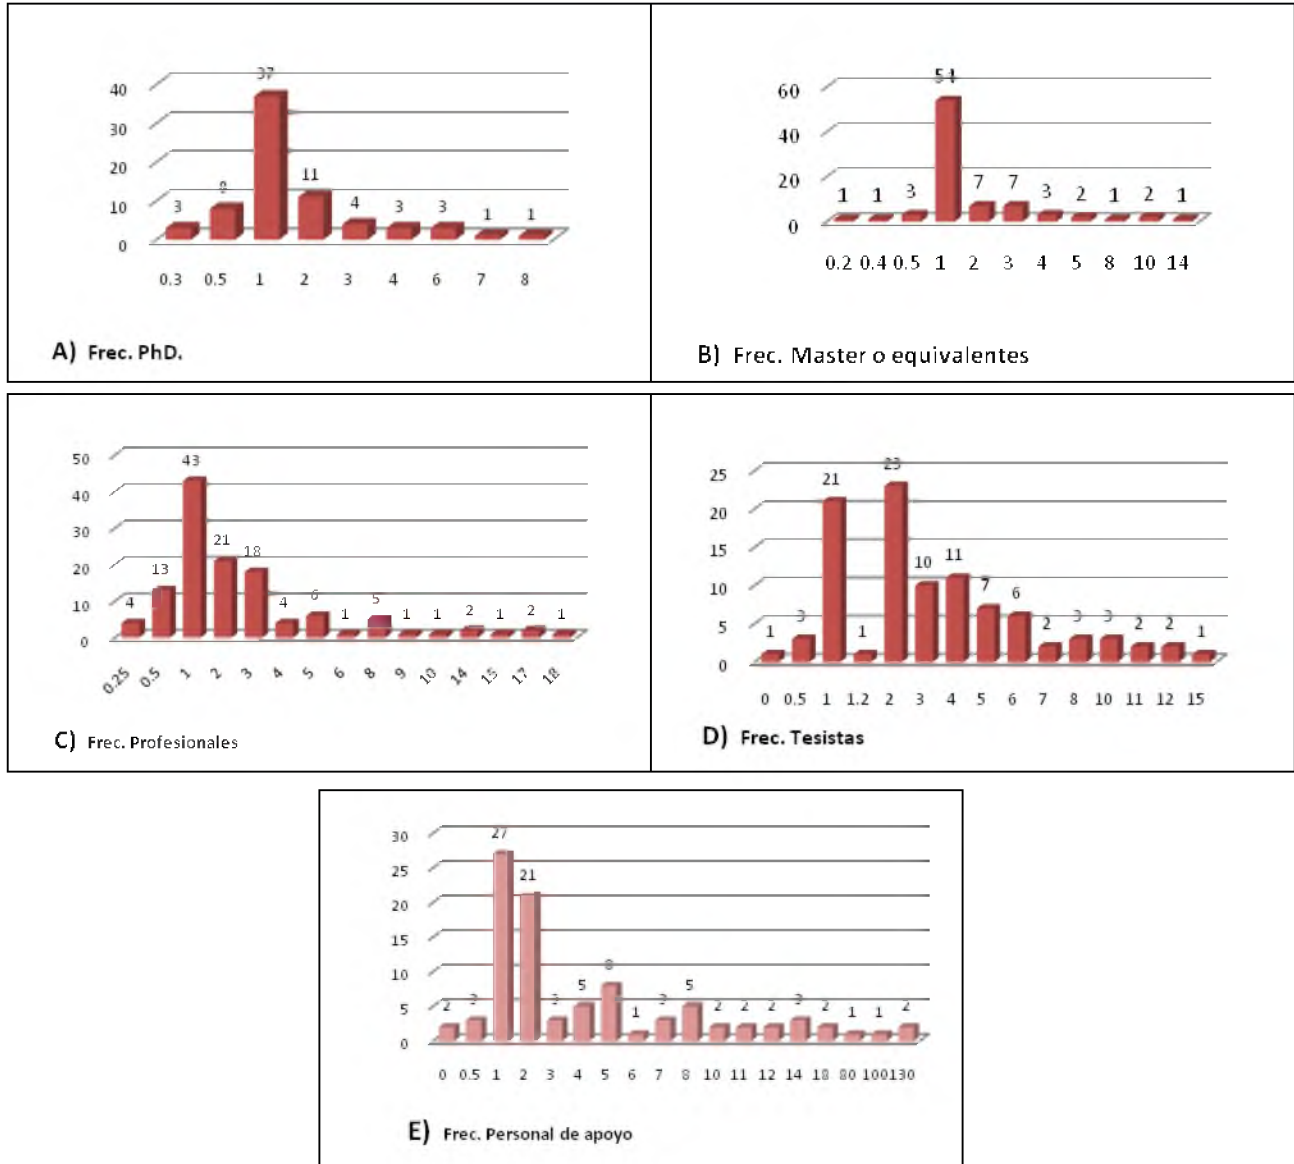 37
40
30
20
10
0
3 8 11 4 3 3 1 1
0.3 0.5 1 2 3 4 6 7 8
A) Frec. PhD.
54
60
40
20
0
1 1 3 7 7 3 2 1 2 1
0.2 0.4 0.5 1 2 3 4 5 8 10 14
B) Frec. Master o equivalentes
50
40
30
20
10
0
4 13 43 21 18 4 6 1 5 1 1 2 1 2 1
0.25 0.5 1 2 3 4 5 6 8 9 10 14 15 17 18
C) Frec. Profesionales
25
20
15
10
5
0
1 3 21 1 23 10 11 7 6 2 3 3 2 2 1
0 0.5 1 1.2 2 3 4 5 6 7 8 10 11 12 15
D) Frec. Tesistas
30
25
20
15
10
5
0
2 3 27 21 3 5 8 1 3 5 2 2 2 3 2 1 1 2
0 0.5 1 2 3 4 5 6 7 8 10 11 12 14 18 80 100130
E) Frec. Personal de apoyo